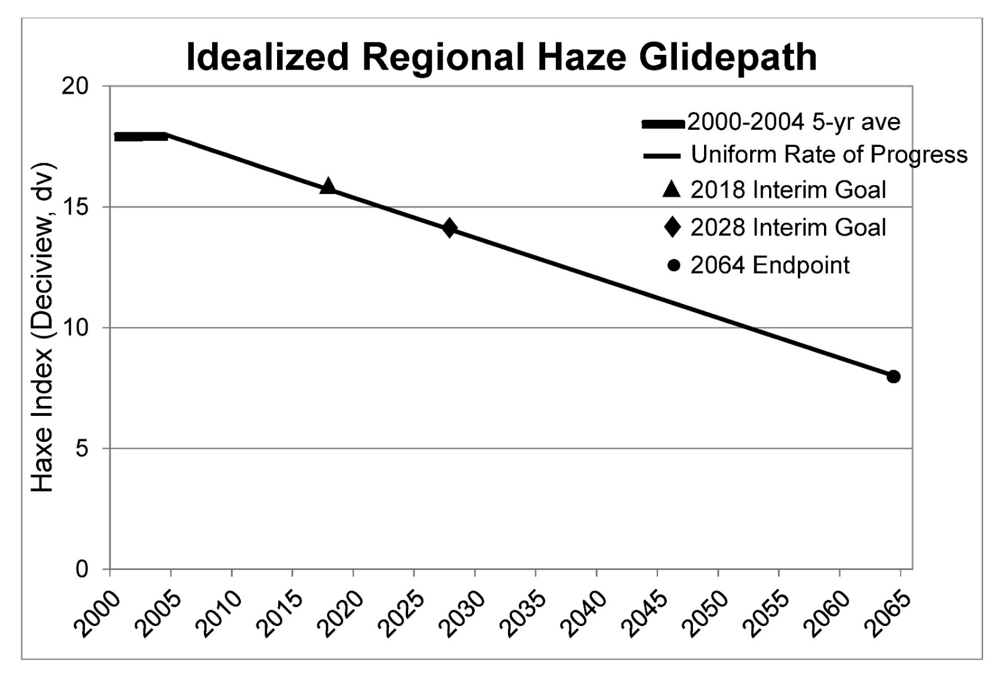 Idealized Regional Haze Glidepath
Haxe Index (Deciview, dv)
20
15
10
5
0
2000-2004 5-yr ave
Uniform Rate of Progress
2018 Interim Goal
2028 Interim Goal
2064 Endpoint
2000
2005
2010
2015
2020
2025
2030
2035
2040
2045
2050
2055
2060
2065